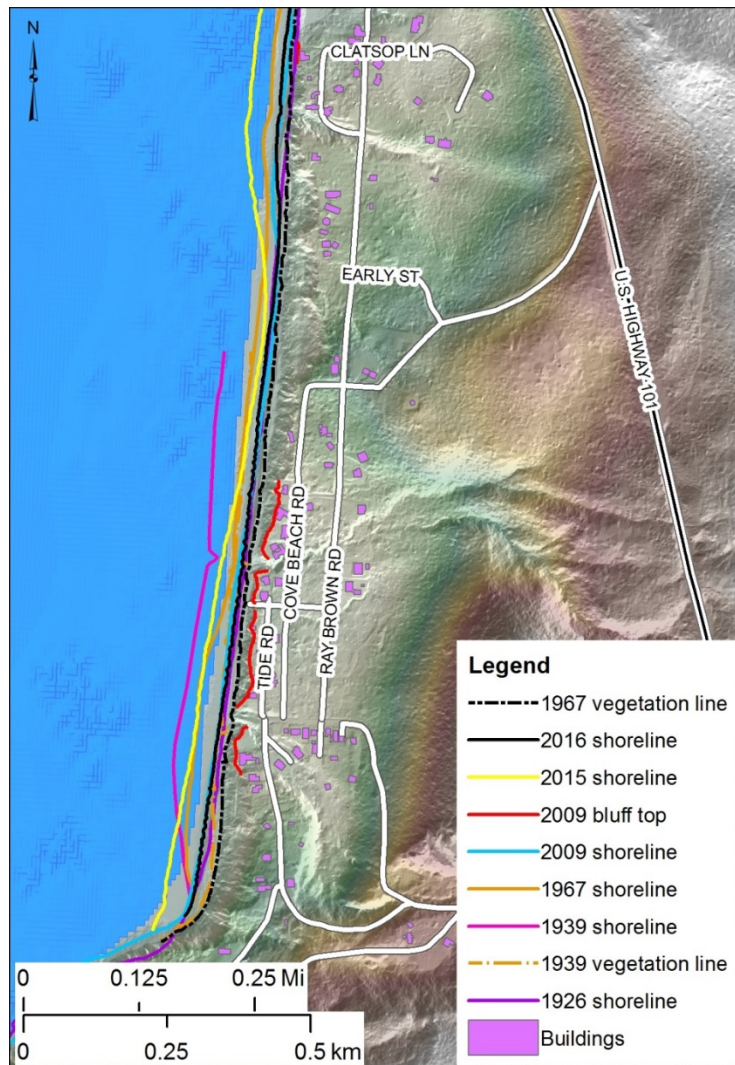 N
CLATSOP LN
EARLY ST
U.S. HIGHWAY 101
COVE BEACH RD
RAY BROWN RD
TIDE RD
Legend
1967 vegetation line
2016 shoreline
2015 shoreline
2009 bluff top
2009 shoreline
1967 shoreline
1939 shoreline
1939 vegetation line
1926 shoreline
Buildings
0 0.125 0.25 Mi
0 0.25 0.5 km